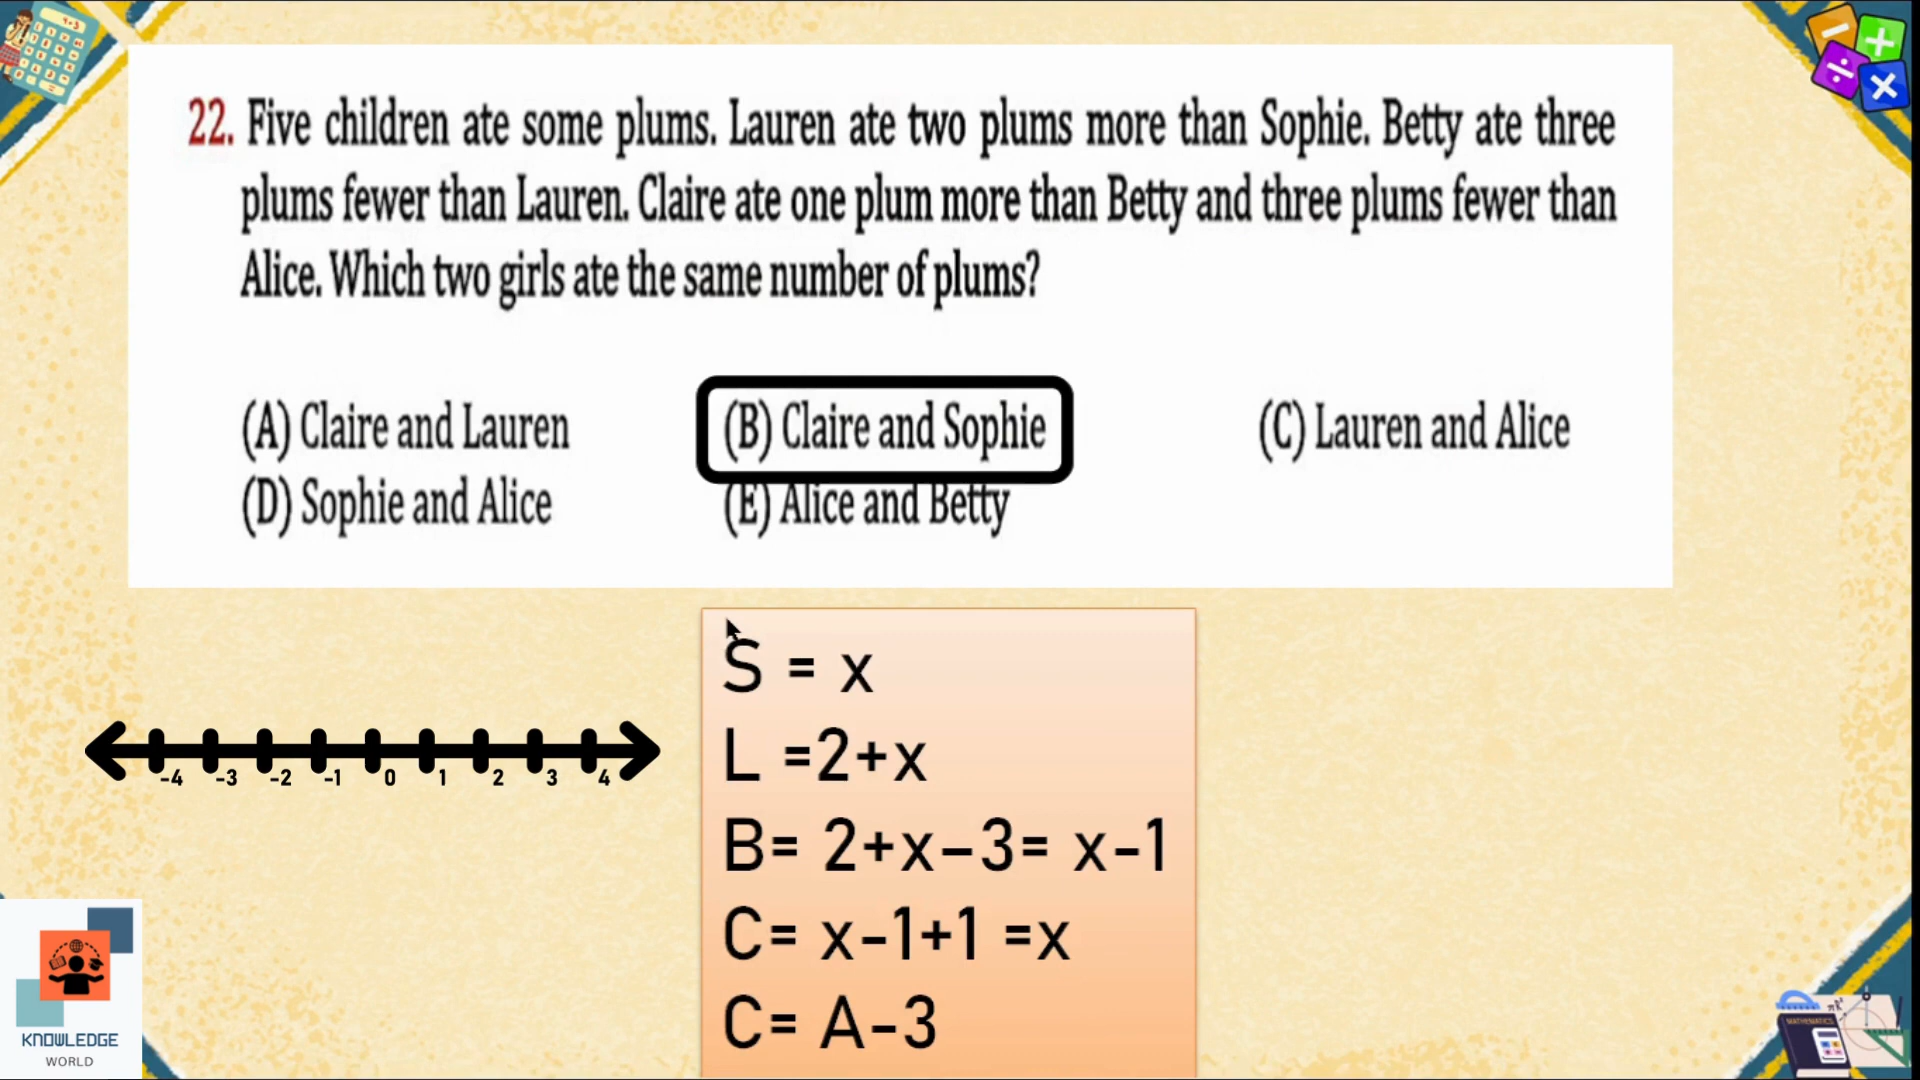 22. Five children ate some plums. Lauren ate two plums more than Sophie. Betty ate three
plums fewer than Lauren. Claire ate one plum more than Betty and three plums fewer than
Alice. Which two girls ate the same number of plums?
(A) Claire and Lauren (B) Claire and Sophie (C) Lauren and Alice
(D) Sophie and Alice (E) Alice and Betty
S = x
L =2+x
B= 2+x-3= x-1
C= x-1+1 =x
C= A-3
-4 -3 -2 -1 0 1 2 3 4
KNOWLEDGE
WORLD
MATHEMATICS